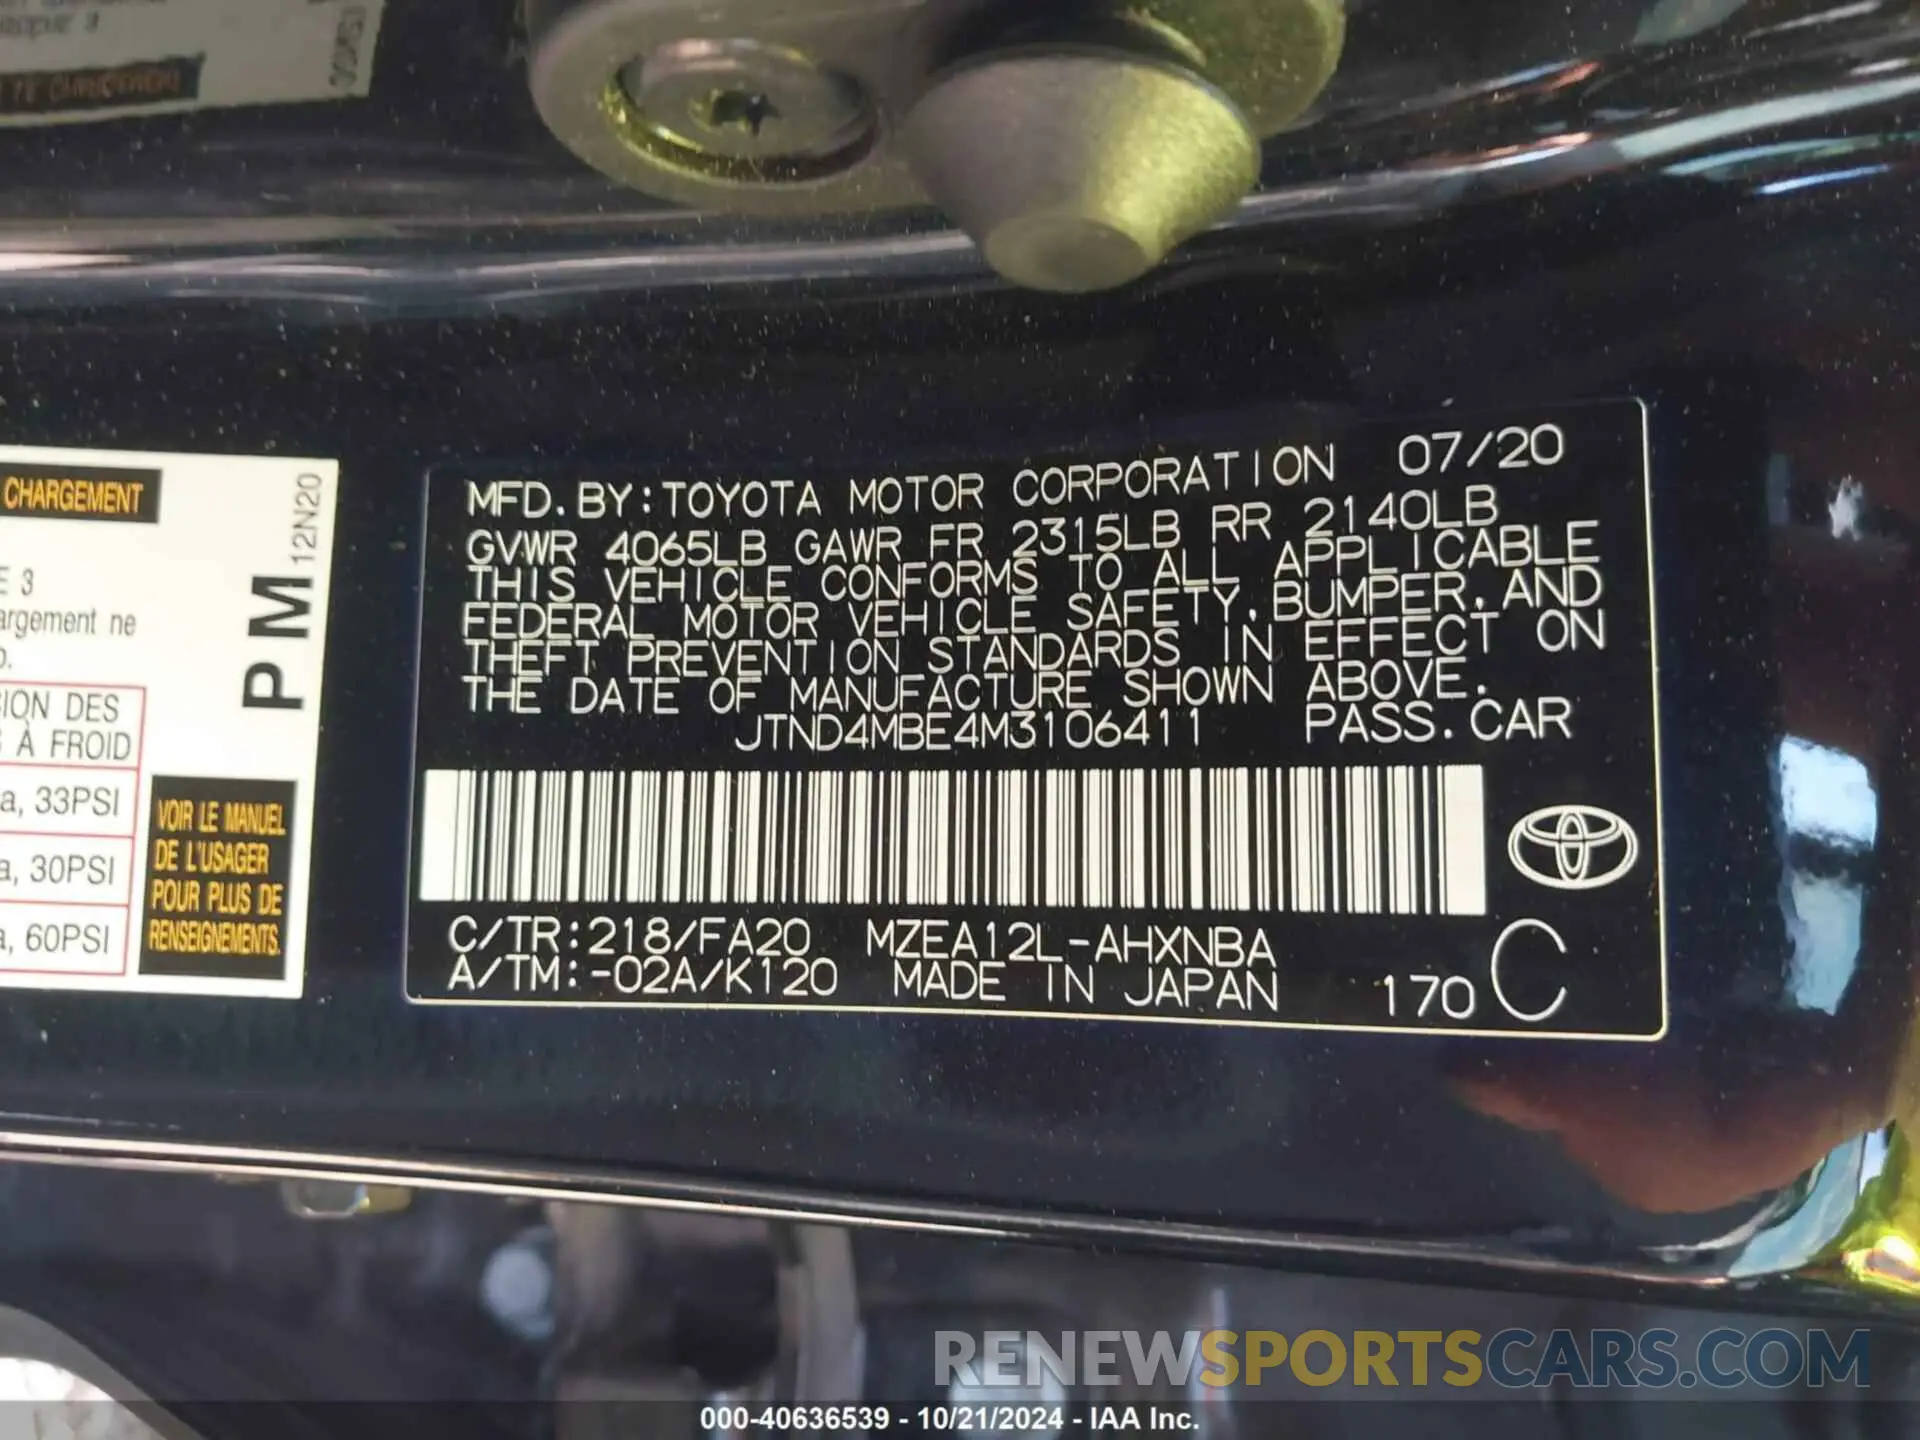 CHARGEMENT
12N20
PM
E 3
argement ne
ION DES
À FROID
a, 33PSI
a, 30PSI
a, 60PSI
VOIR LE MANUEL
DE L'USAGER
POUR PLUS DE
RENSEIGNEMENTS.
MFD. BY: TOYOTA MOTOR CORPORATION 07/20
GVWR 4065LB GAWR FR 2315LB RR 2140LB
THIS VEHICLE CONFORMS TO ALL APPLICABLE
FEDERAL MOTOR VEHICLE SAFETY, BUMPER, AND
THEFT PREVENTION STANDARDS IN EFFECT ON
THE DATE OF MANUFACTURE SHOWN ABOVE.
JTND4MBE4M3106411 PASS. CAR
C/TR: 218/FA20 MZEA12L-AHXNBA
A/TM: -02A/K120 MADE IN JAPAN 170 C
RENEWSPORTSCARS.COM
000-40636539 - 10/21/2024 - IAA Inc.